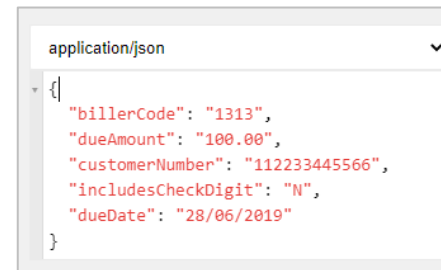 application/json
{
"billerCode": "1313",
"dueAmount": "100.00",
"customerNumber": "112233445566",
"includesCheckDigit": "N",
"dueDate": "28/06/2019"
}